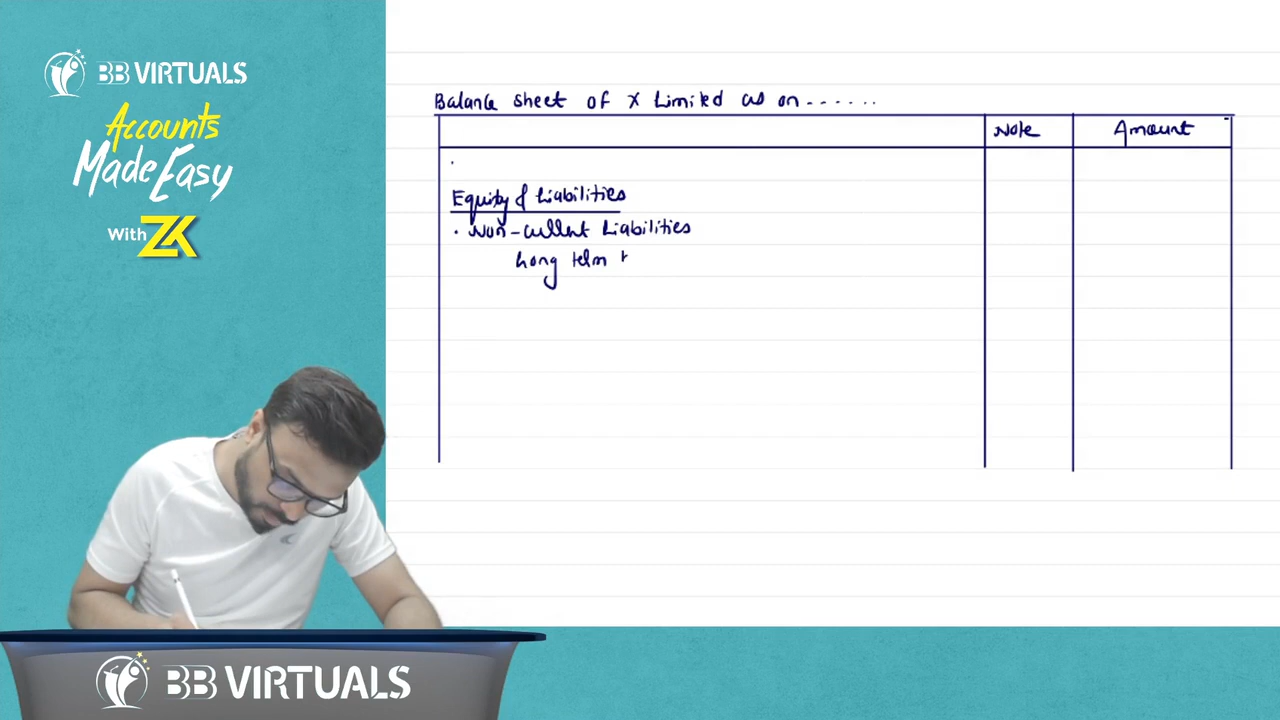 BB VIRTUALS
Accounts
Made Easy
With ZK
Balance sheet of X Limited as on.......
Note
Amount
Equity & Liabilities
• Non-current Liabilities
Long term
BB VIRTUALS